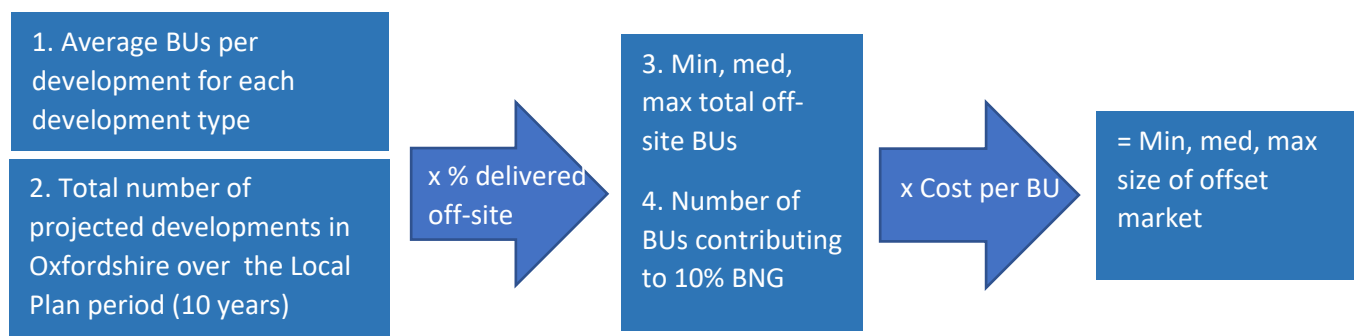 1. Average BUs per
development for each
development type
2. Total number of
projected developments in
Oxfordshire over the Local
Plan period (10 years)
x % delivered
off-site
3. Min, med,
max total off-
site BUs
4. Number of
BUs contributing
to 10% BNG
x Cost per BU
= Min, med, max
size of offset
market